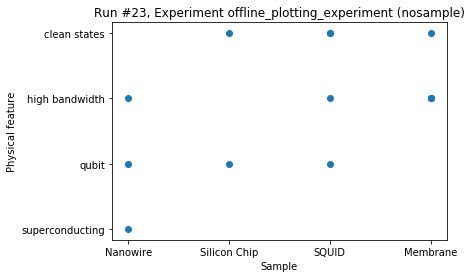 Run #23, Experiment offline_plotting_experiment (nosample)
clean states
high bandwidth
qubit
superconducting
Physical feature
Nanowire Silicon Chip SQUID Membrane
Sample